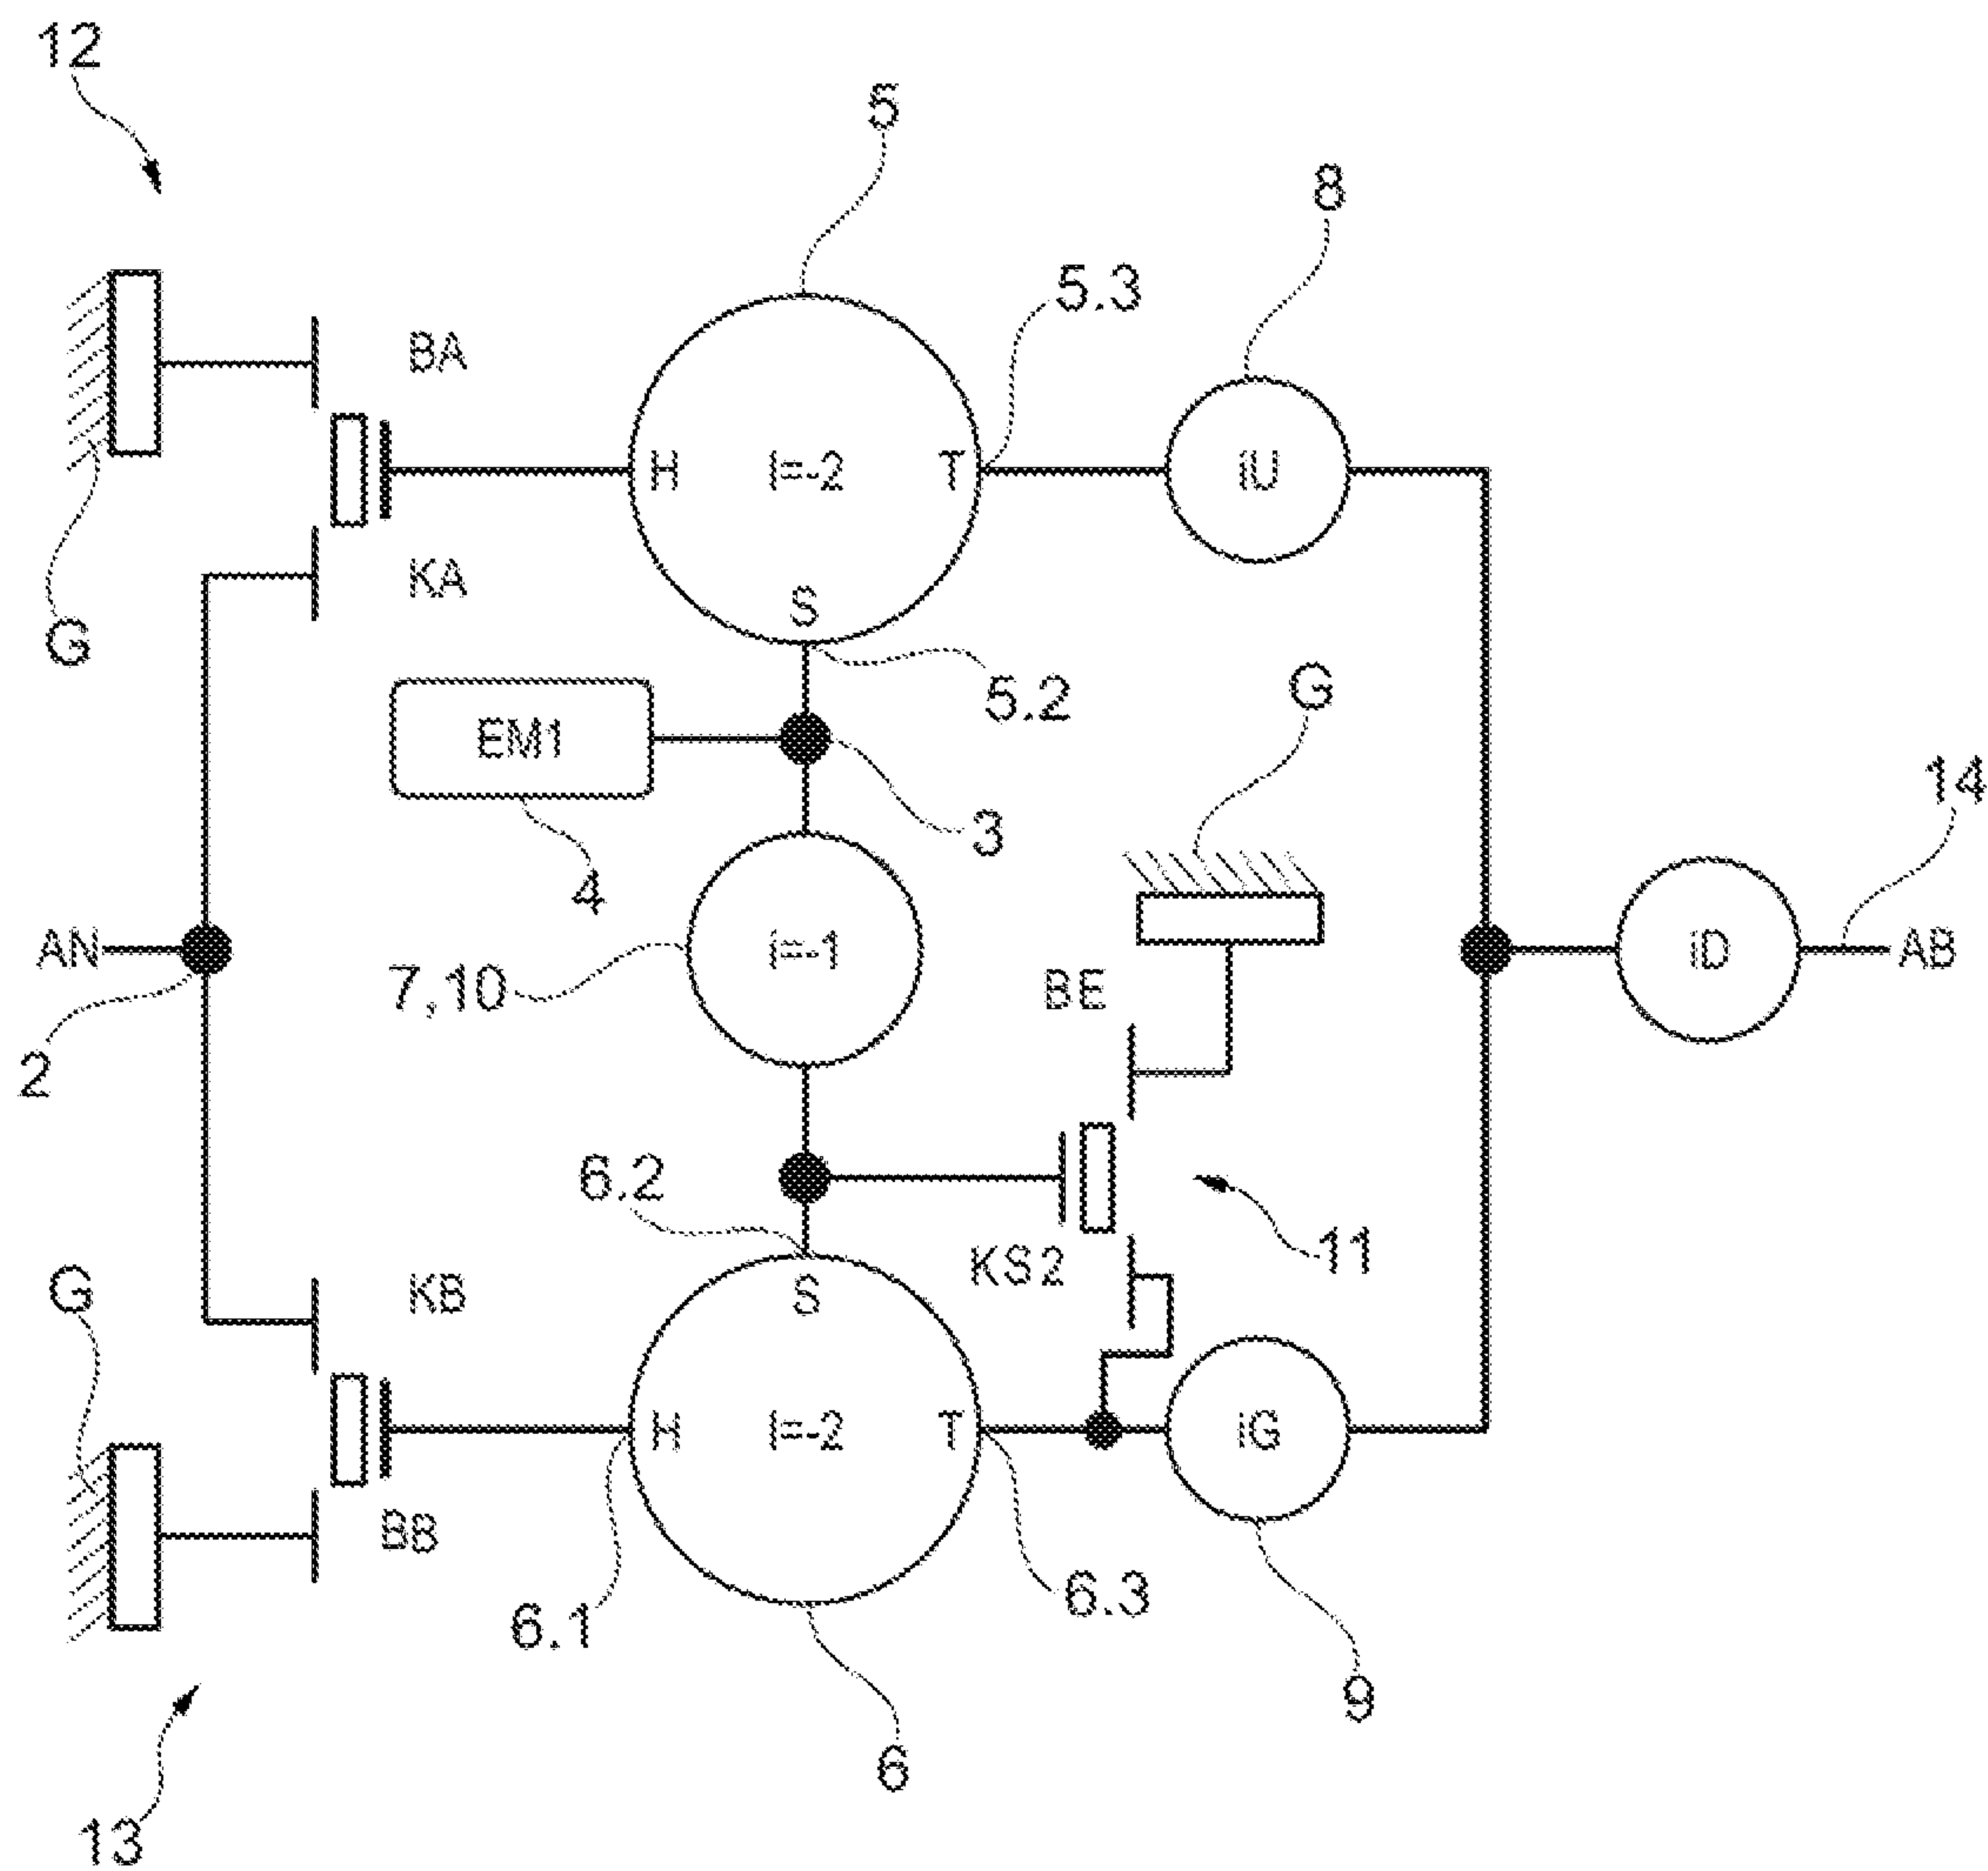 12
5
8
5.3
BA
H
i=-2
T
iU
KA
S
G
5.2
G
EM1
14
3
4
AN
i=-1
iD
AB
7,10
BE
2
6.2
11
KS2
G
KB
S
H
i=-2
T
iG
BB
6.3
6.1
9
6
13